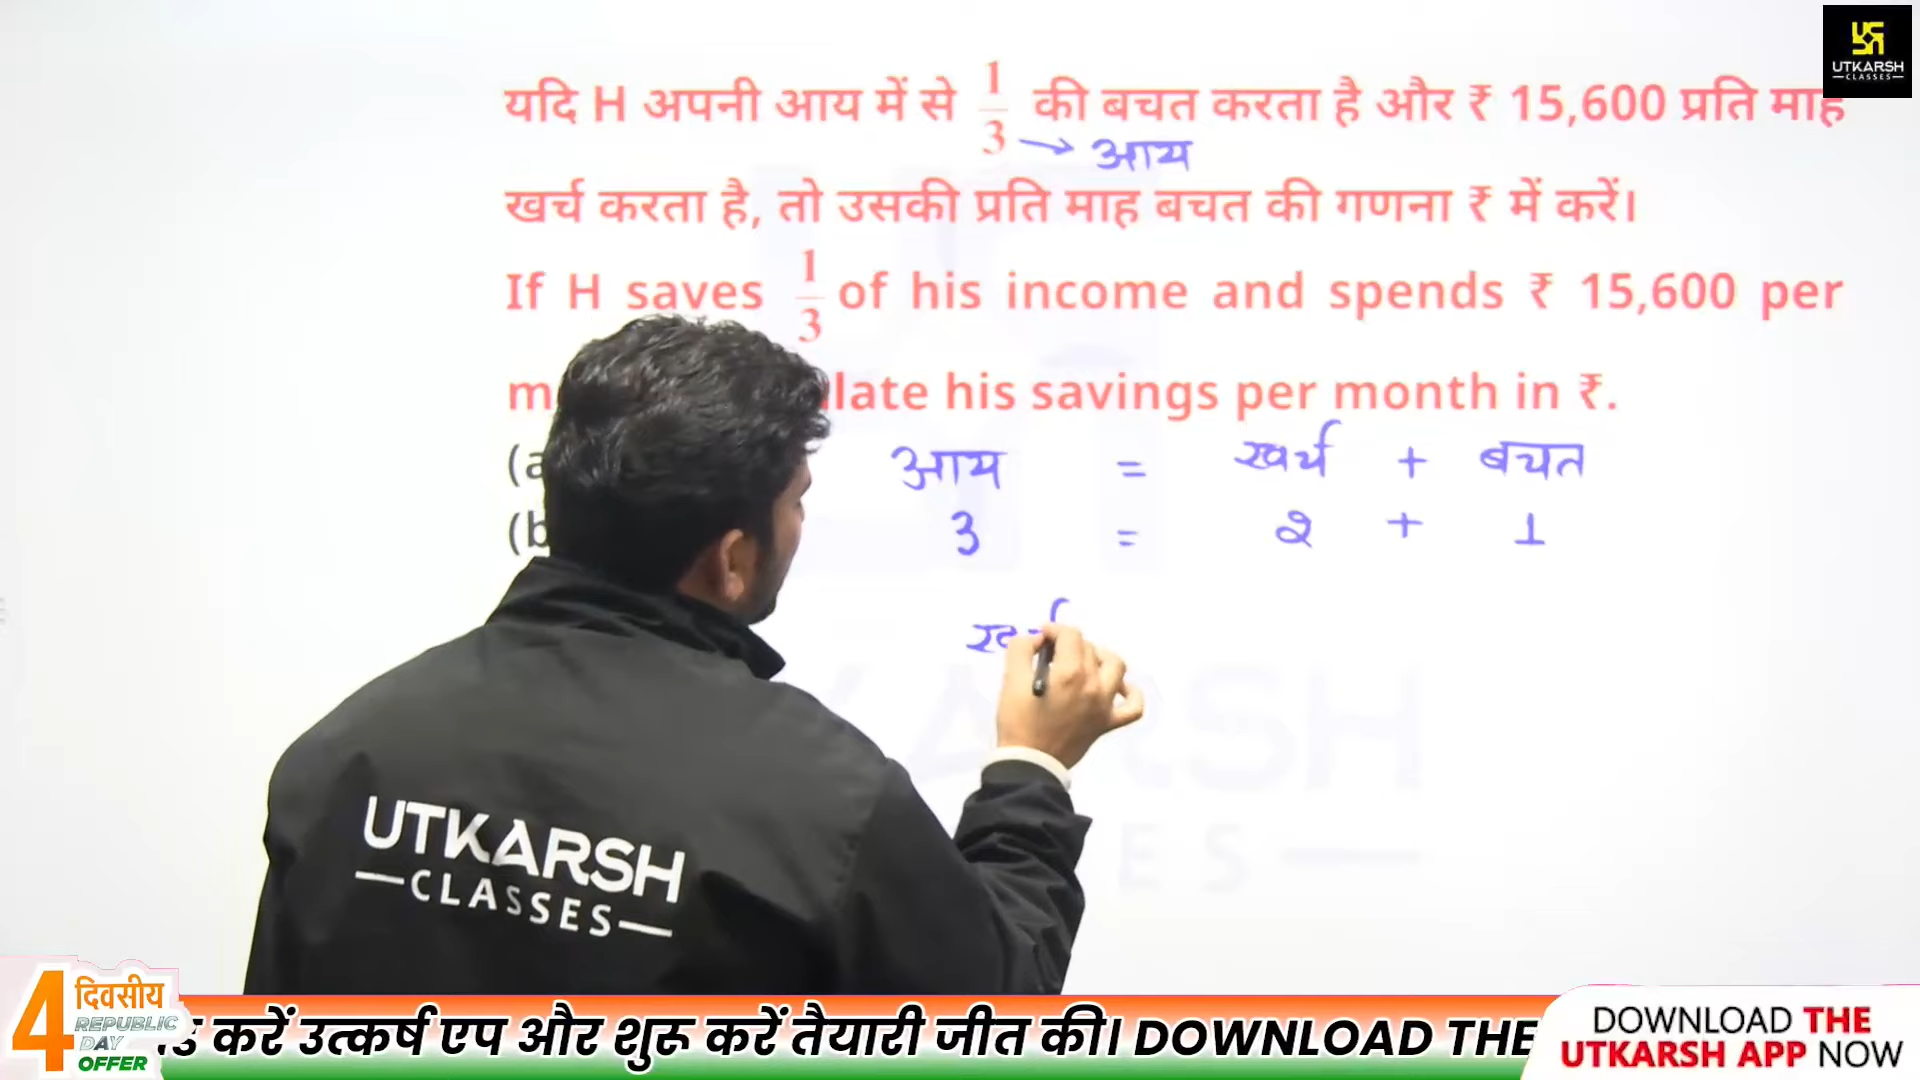 UTKARSH
CLASSES
यदि H अपनी आय में से 1/3 की बचत करता है और ₹ 15,600 प्रति माह
→ आय
खर्च करता है, तो उसकी प्रति माह बचत की गणना ₹ में करें।
If H saves 1/3 of his income and spends ₹ 15,600 per
his savings per month in ₹.
आय = खर्च + बचत
3 = 2 + 1
UTKARSH
CLASSES
4 दिवसीय
REPUBLIC
DAY
OFFER
करें उत्कर्ष एप और शुरू करें तैयारी जीत की। DOWNLOAD THE
DOWNLOAD THE
UTKARSH APP NOW